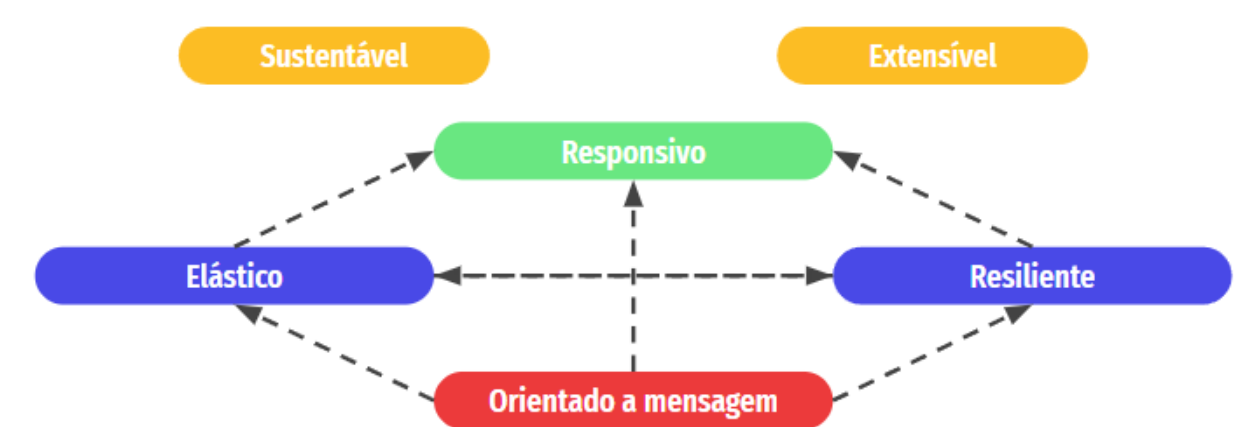 Sustentável
Extensível
Responsivo
Elástico
Resiliente
Orientado a mensagem